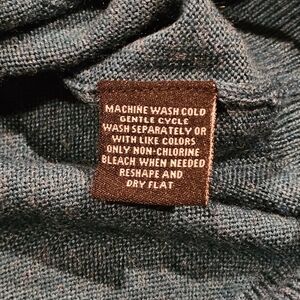 MACHINE WASH COLD
GENTLE CYCLE
WASH SEPARATELY OR
WITH LIKE COLORS
ONLY NON-CHLORINE
BLEACH WHEN NEEDED
RESHAPE AND
DRY FLAT